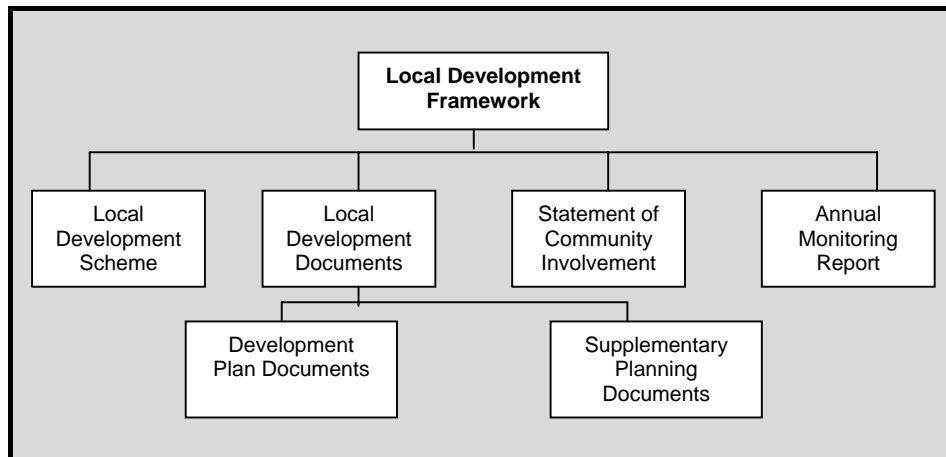 Local Development
Framework
Local
Development
Scheme
Local
Development
Documents
Statement of
Community
Involvement
Annual
Monitoring
Report
Development
Plan Documents
Supplementary
Planning
Documents